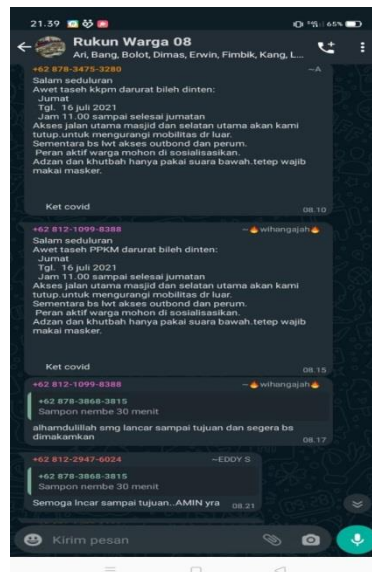 21.39
65%
Rukun Warga 08
Ari, Bang, Bolot, Dimas, Erwin, Fimbik, Kang, L...
+62 878-3475-3280 ~A
Salam seduluran
Awet taseh kkpm darurat bileh dinten:
Jumat
Tgl. 16 juli 2021
Jam 11.00 sampai selesai jumatan
Akses jalan utama masjid dan selatan utama akan kami
tutup.untuk mengurangi mobilitas dr luar.
Sementara bs lwt akses outbond dan perum.
Peran aktif warga mohon di sosialisasikan.
Adzan dan khutbah hanya pakai suara bawah.tetep wajib
makai masker.
Ket covid
08.10
+62 812-1099-8388 ~🔥wihangajah🔥
Salam seduluran
Awet taseh PPKM darurat bileh dinten:
Jumat
Tgl. 16 juli 2021
Jam 11.00 sampai selesai jumatan
Akses jalan utama masjid dan selatan utama akan kami
tutup.untuk mengurangi mobilitas dr luar.
Sementara bs lwt akses outbond dan perum.
Peran aktif warga mohon di sosialisasikan.
Adzan dan khutbah hanya pakai suara bawah.tetep wajib
makai masker.
Ket covid
08.15
+62 812-1099-8388 ~🔥wihangajah🔥
+62 878-3868-3815
Sampon nembe 30 menit
alhamdulillah smg lancar sampai tujuan dan segera bs
dimakamkan
08.17
+62 812-2947-6024 ~EDDY S
+62 878-3868-3815
Sampon nembe 30 menit
Semoga lncar sampai tujuan..AMIN yra 08.21
Kirim pesan